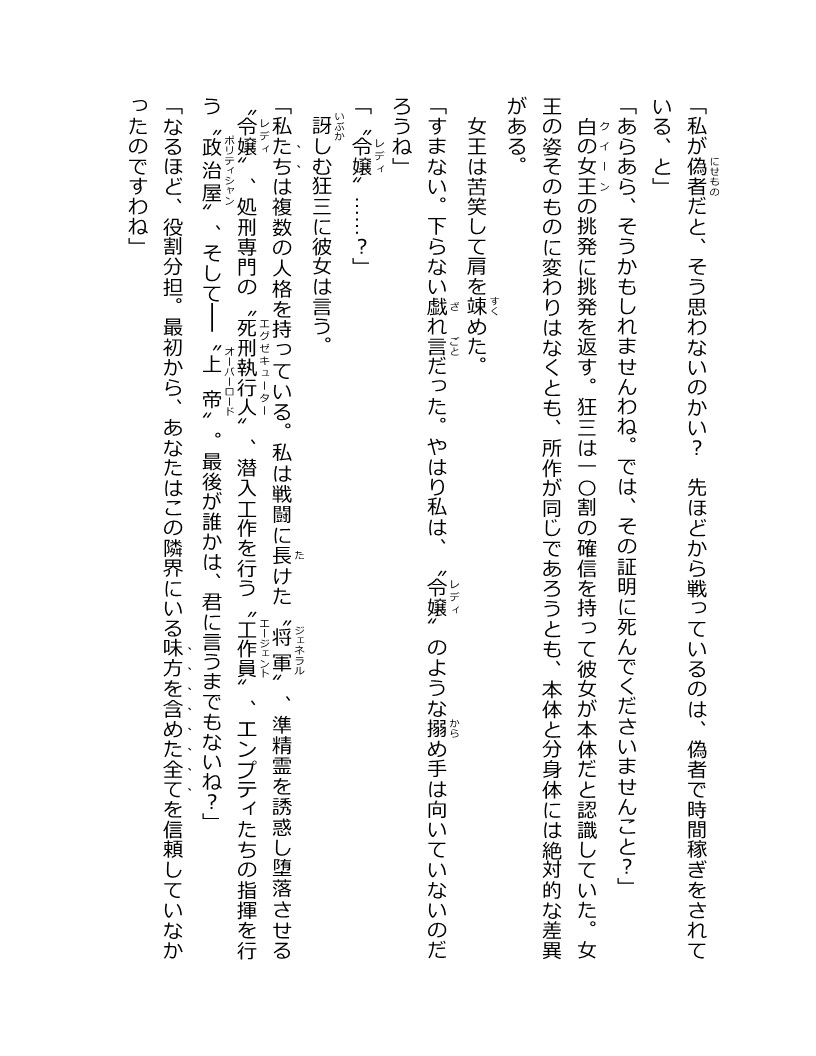 「私が偽者だと、そう思わないのかい？　先ほどから戦っているのは、偽者で時間稼ぎをされて
いる、と」
「あらあら、そうかもしれませんわね。では、その証明に死んでくださいませんこと？」
白の女王の挑発に挑発を返す。狂三は一〇割の確信を持って彼女が本体だと認識していた。女
王の姿そのものに変わりはなくとも、所作が同じであろうとも、本体と分身体には絶対的な差異
がある。
女王は苦笑して肩を竦めた。
「すまない。下らない戯れ言だった。やはり私は、〝令嬢〟のような搦め手は向いていないのだ
ろうね」
「〝令嬢〟……？」
訝しむ狂三に彼女は言う。
「私たちは複数の人格を持っている。私は戦闘に長けた〝将軍〟、準精霊を誘惑し堕落させる
〝令嬢〟、処刑専門の〝死刑執行人〟、潜入工作を行う〝工作員〟、エンプティたちの指揮を行
う〝政治屋〟、そして──〝上帝〟。最後が誰かは、君に言うまでもないね？」
「なるほど、役割分担。最初から、あなたはこの隣界にいる味方を含めた全てを信頼していなか
ったのですわね」